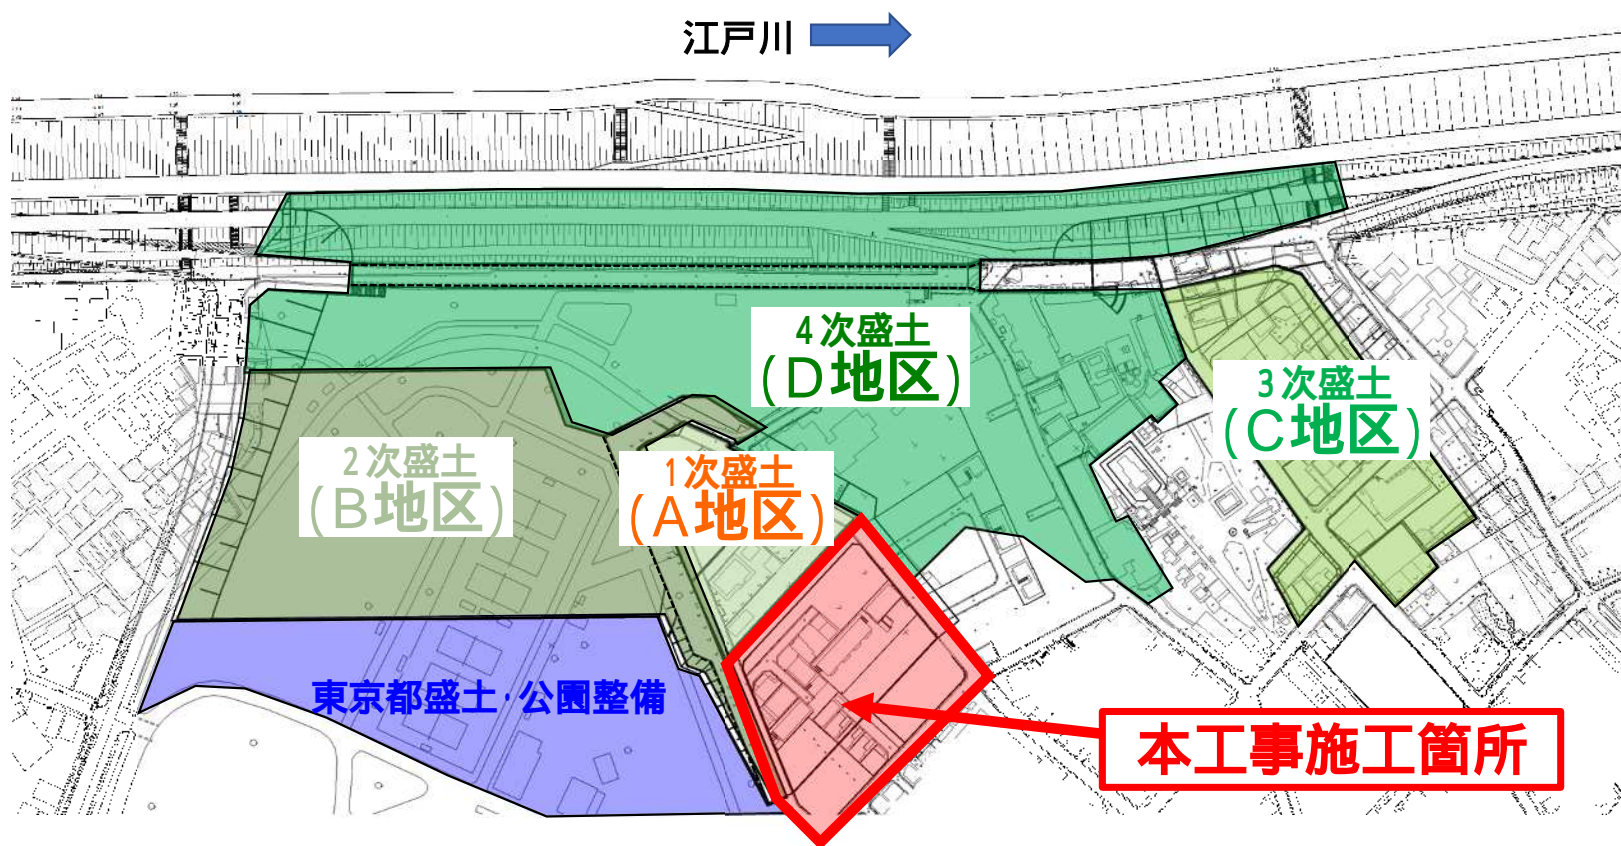 江戸川
4次盛土
(D地区)
3次盛土
(C地区)
2次盛土
(B地区)
1次盛土
(A地区)
東京都盛土・公園整備
本工事施工箇所